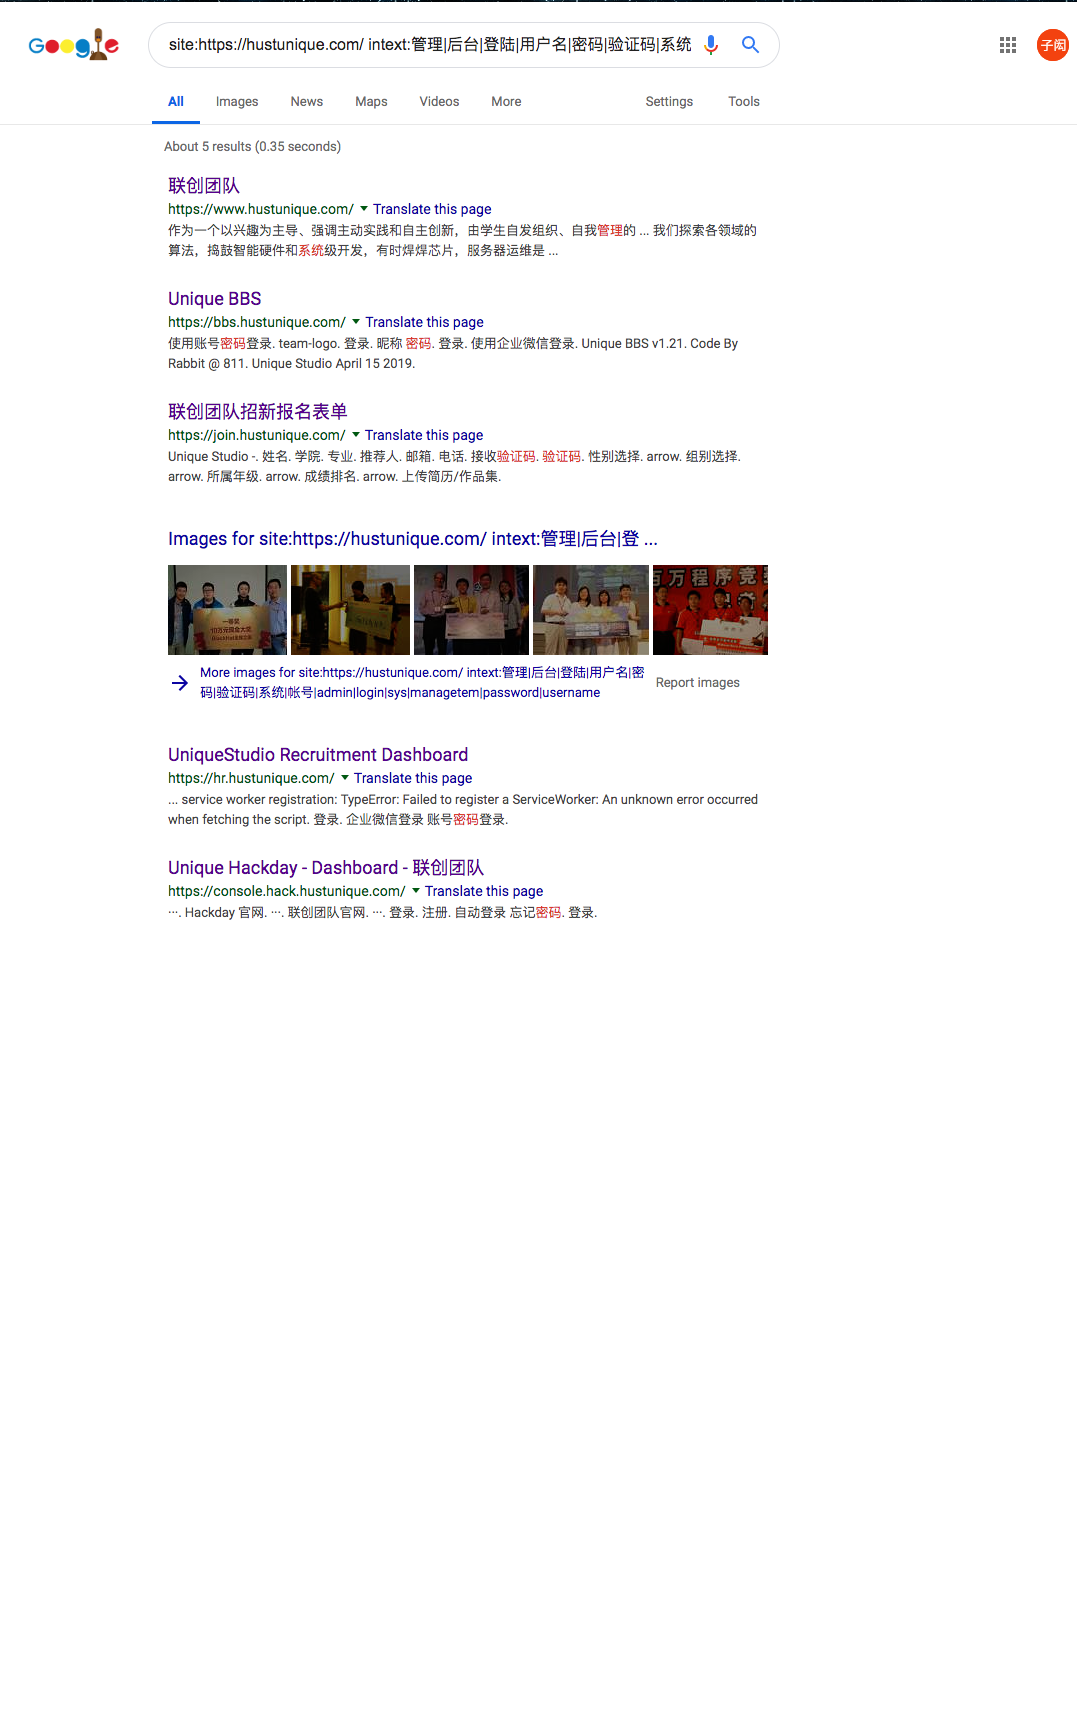 Google
site:https://hustunique.com/ intext:管理|后台|登陆|用户名|密码|验证码|系统
子闳
All Images News Maps Videos More Settings Tools
About 5 results (0.35 seconds)
联创团队
https://www.hustunique.com/ Translate this page
作为一个以兴趣为主导、强调主动实践和自主创新，由学生自发组织、自我管理的 ... 我们探索各领域的
算法，捣鼓智能硬件和系统级开发，有时焊焊芯片，服务器运维是 ...
Unique BBS
https://bbs.hustunique.com/ Translate this page
使用账号密码登录. team-logo. 登录. 昵称 密码. 登录. 使用企业微信登录. Unique BBS v1.21. Code By
Rabbit @ 811. Unique Studio April 15 2019.
联创团队招新报名表单
https://join.hustunique.com/ Translate this page
Unique Studio -. 姓名. 学院. 专业. 推荐人. 邮箱. 电话. 接收验证码. 验证码. 性别选择. arrow. 组别选择.
arrow. 所属年级. arrow. 成绩排名. arrow. 上传简历/作品集.
Images for site:https://hustunique.com/ intext:管理|后台|登 ...
一等奖
10万元现金大奖
百万程序竞
More images for site:https://hustunique.com/ intext:管理|后台|登陆|用户名|密
码|验证码|系统|帐号|admin|login|sys|managetem|password|username
Report images
UniqueStudio Recruitment Dashboard
https://hr.hustunique.com/ Translate this page
... service worker registration: TypeError: Failed to register a ServiceWorker: An unknown error occurred
when fetching the script. 登录. 企业微信登录 账号密码登录.
Unique Hackday - Dashboard - 联创团队
https://console.hack.hustunique.com/ Translate this page
···. Hackday 官网. ···. 联创团队官网. ···. 登录. 注册. 自动登录 忘记密码. 登录.